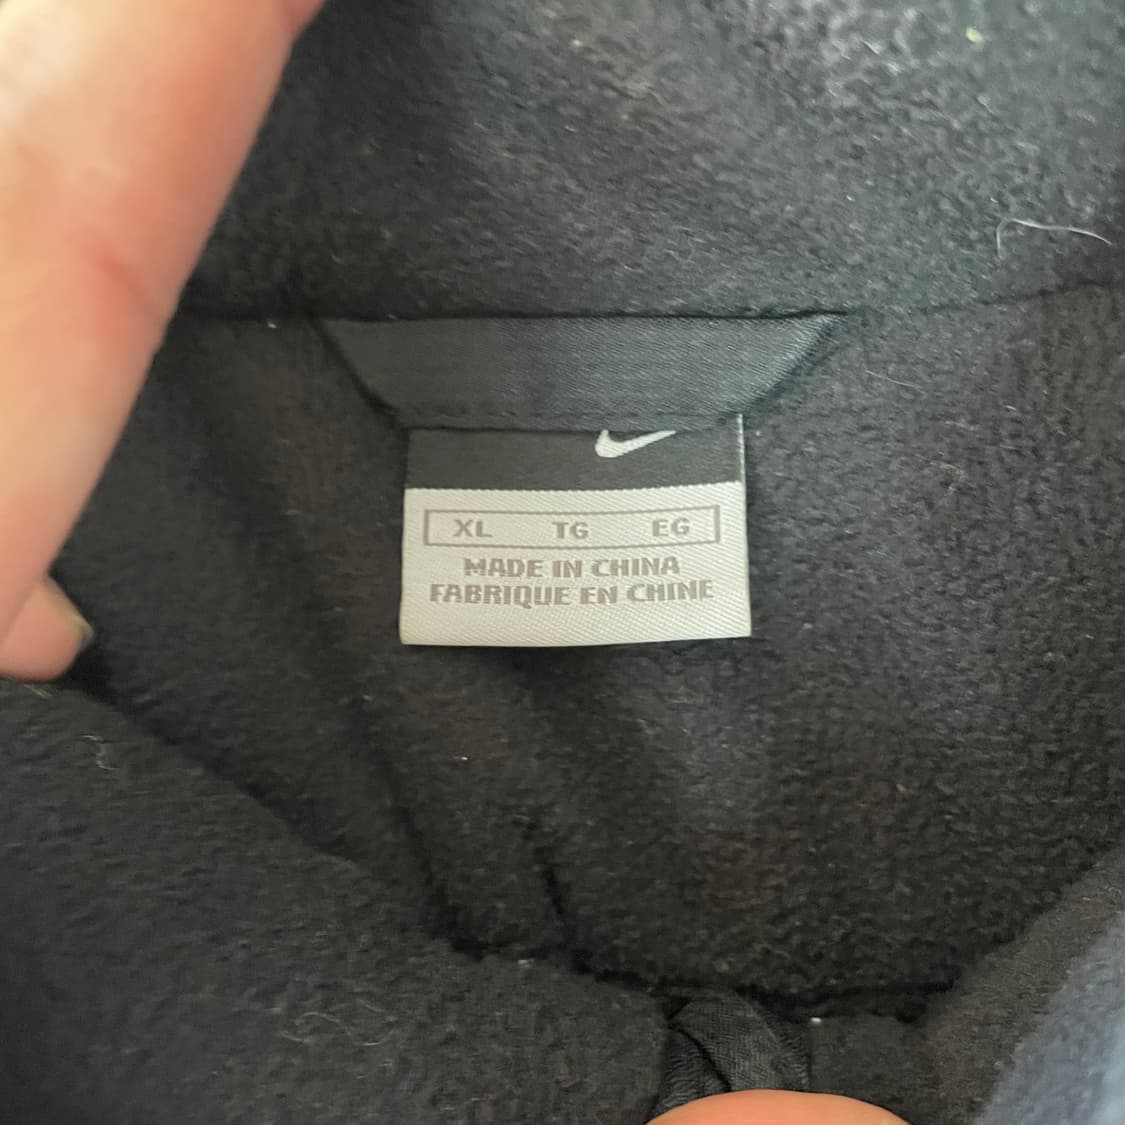 XL TG EG
MADE IN CHINA
FABRIQUE EN CHINE